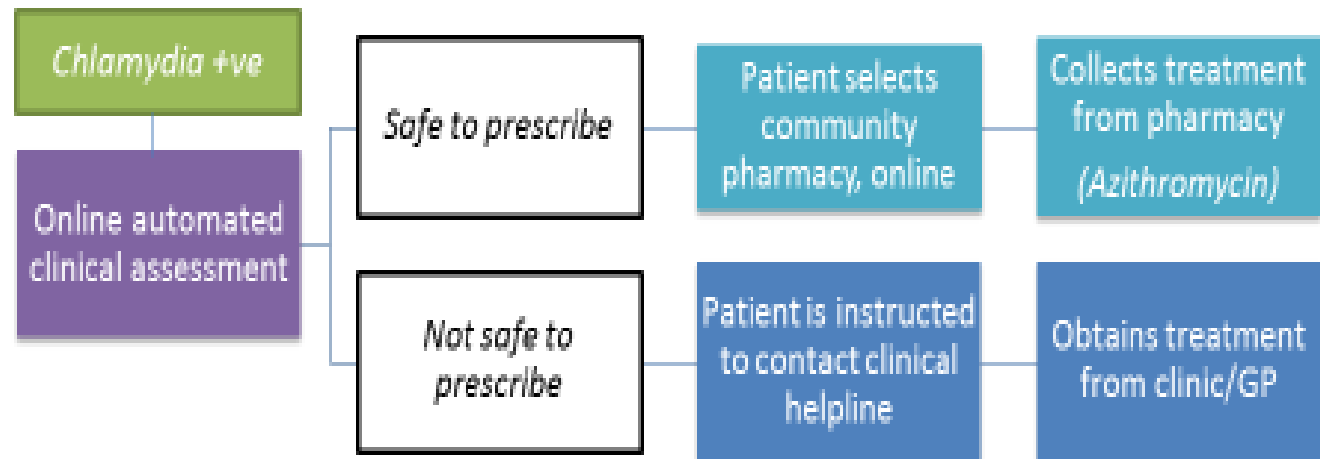 Chlamydia +ve
Online automated
clinical assessment
Safe to prescribe
Patient selects
community
pharmacy, online
Collects treatment
from pharmacy
(Azithromycin)
Not safe to
prescribe
Patient is instructed
to contact clinical
helpline
Obtains treatment
from clinic/GP